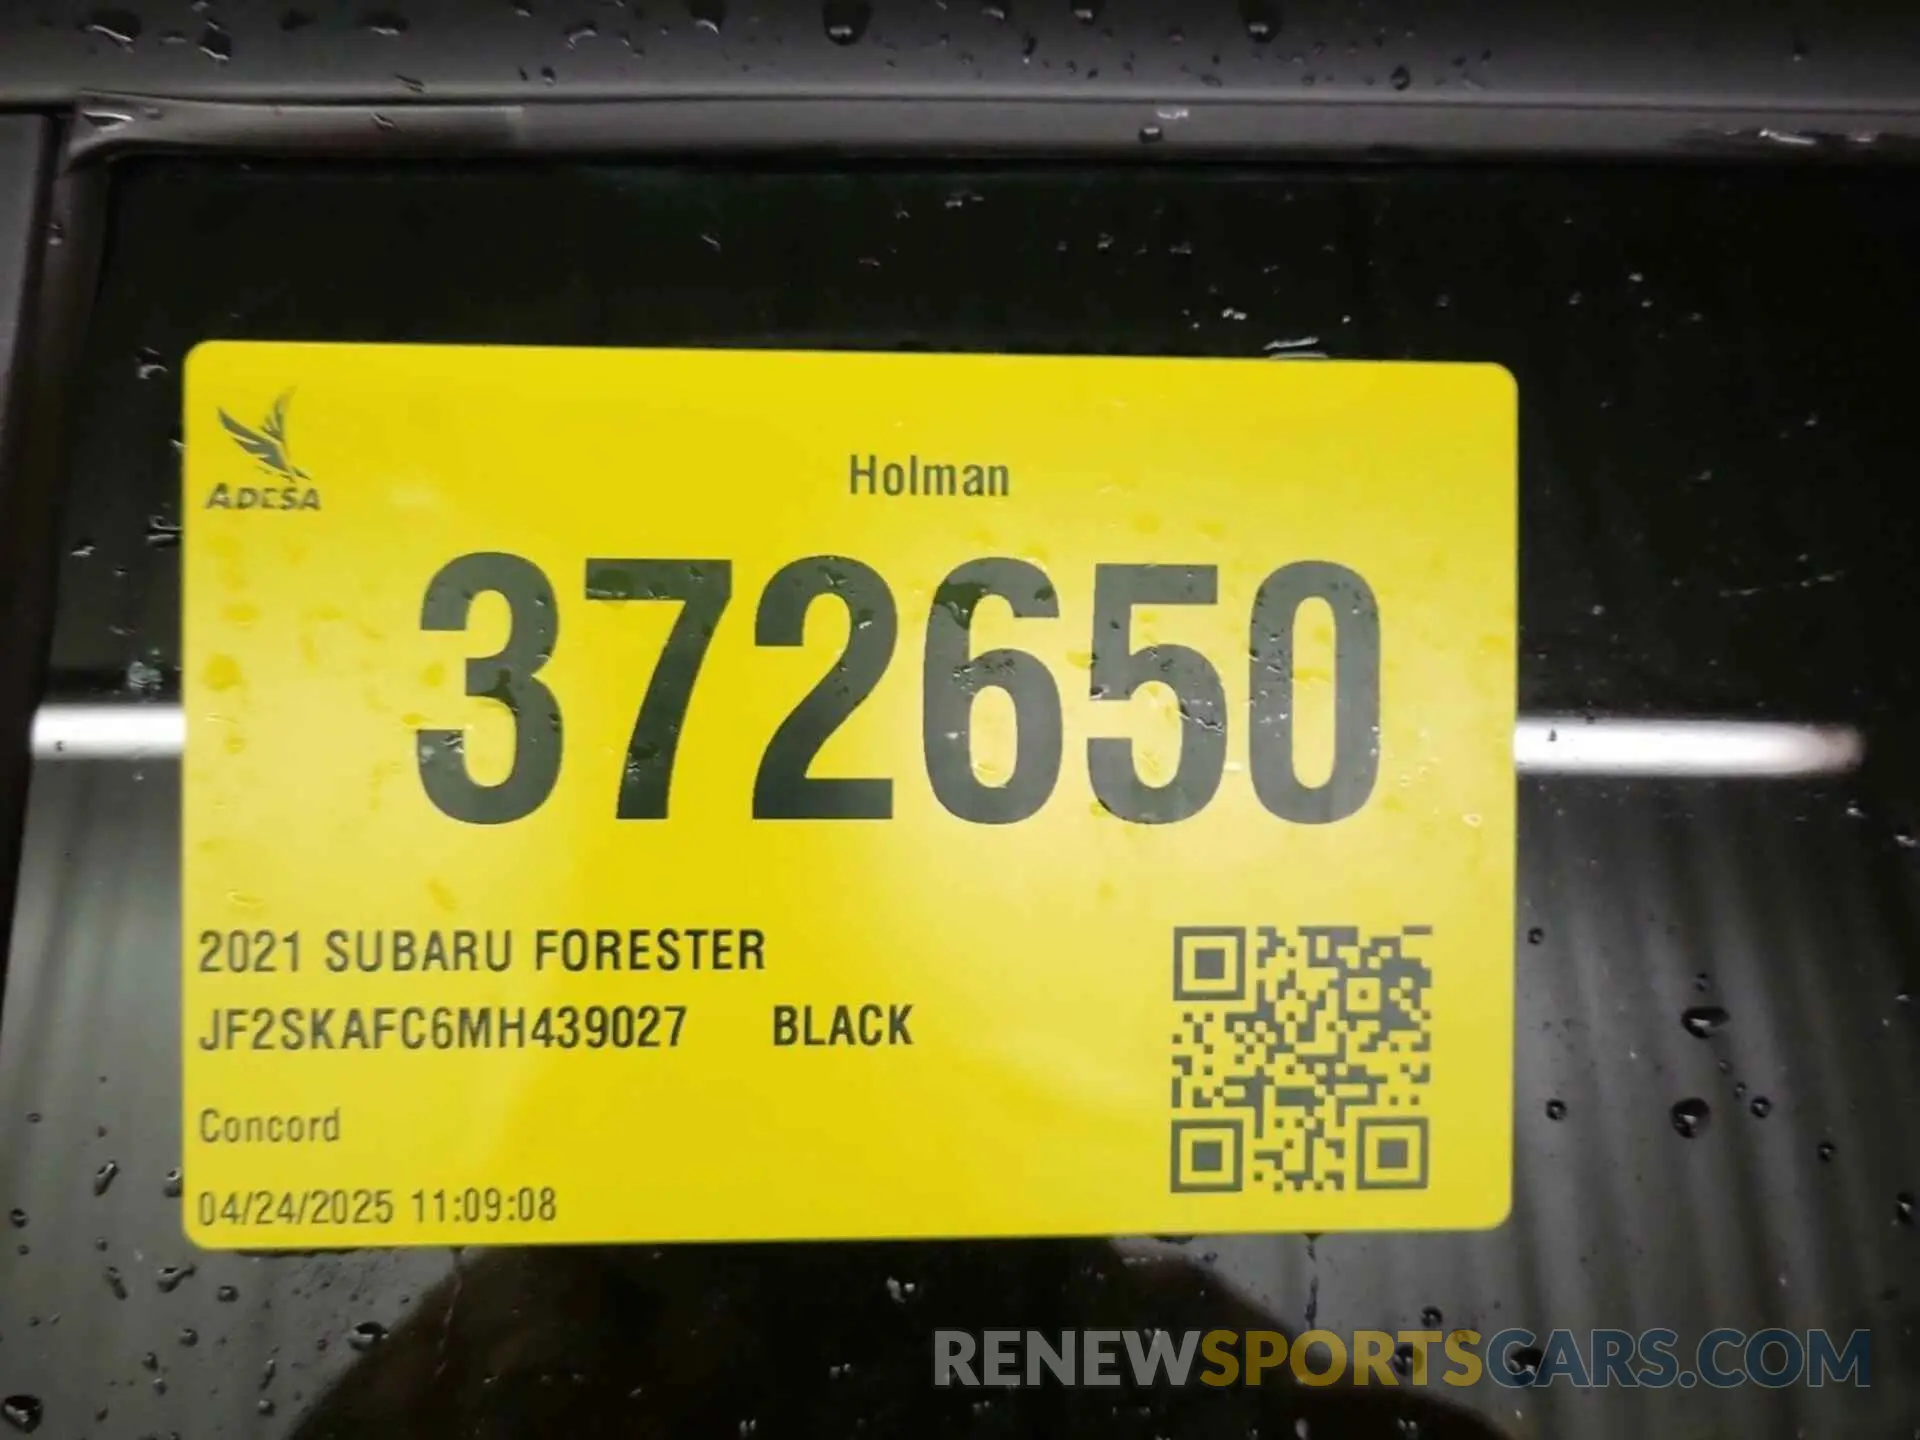 ADESA
Holman
372650
2021 SUBARU FORESTER
JF2SKAFC6MH439027 BLACK
Concord
04/24/2025 11:09:08
RENEWSPORTSCARS.COM